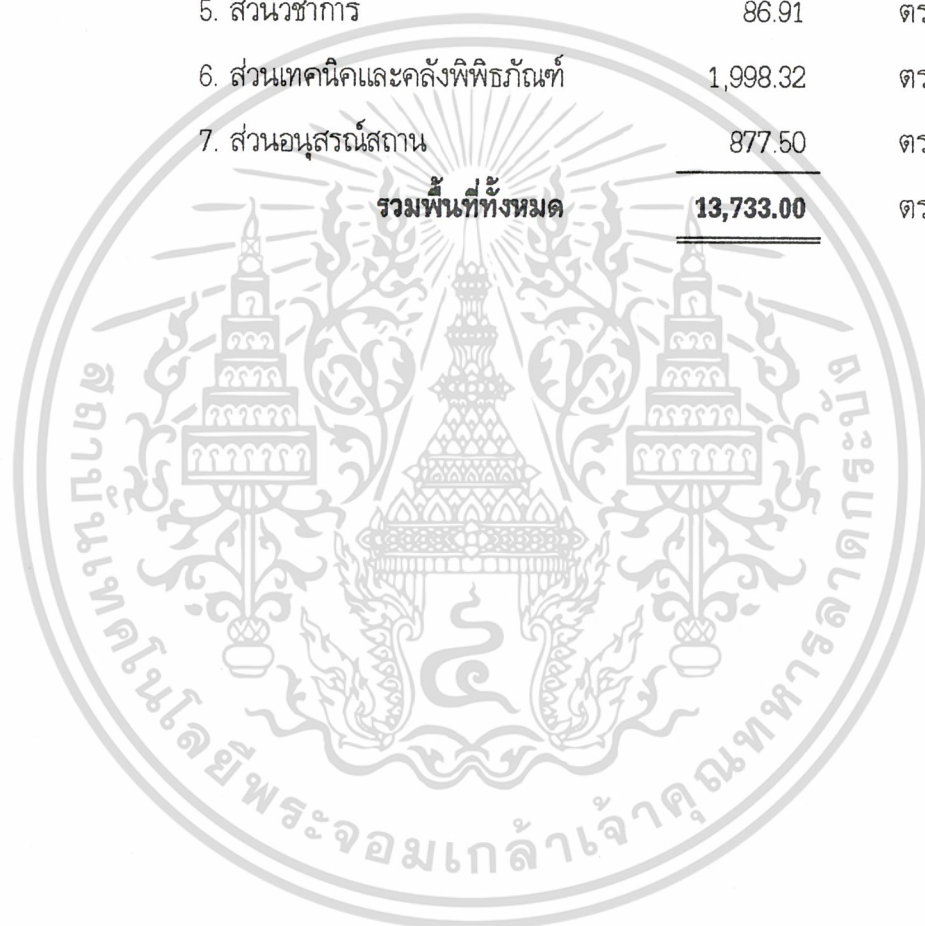 5. ส่วนวิชาการ 86.91 ตร
6. ส่วนเทคนิคและคลังพิพิธภัณฑ์ 1,998.32 ตร
7. ส่วนอนุสรณ์สถาน 877.50 ตร
รวมพื้นที่ทั้งหมด 13,733.00 ตร
๔
สถาบันเทคโนโลยีพระจอมเกล้าเจ้าคุณทหารลาดกระบัง